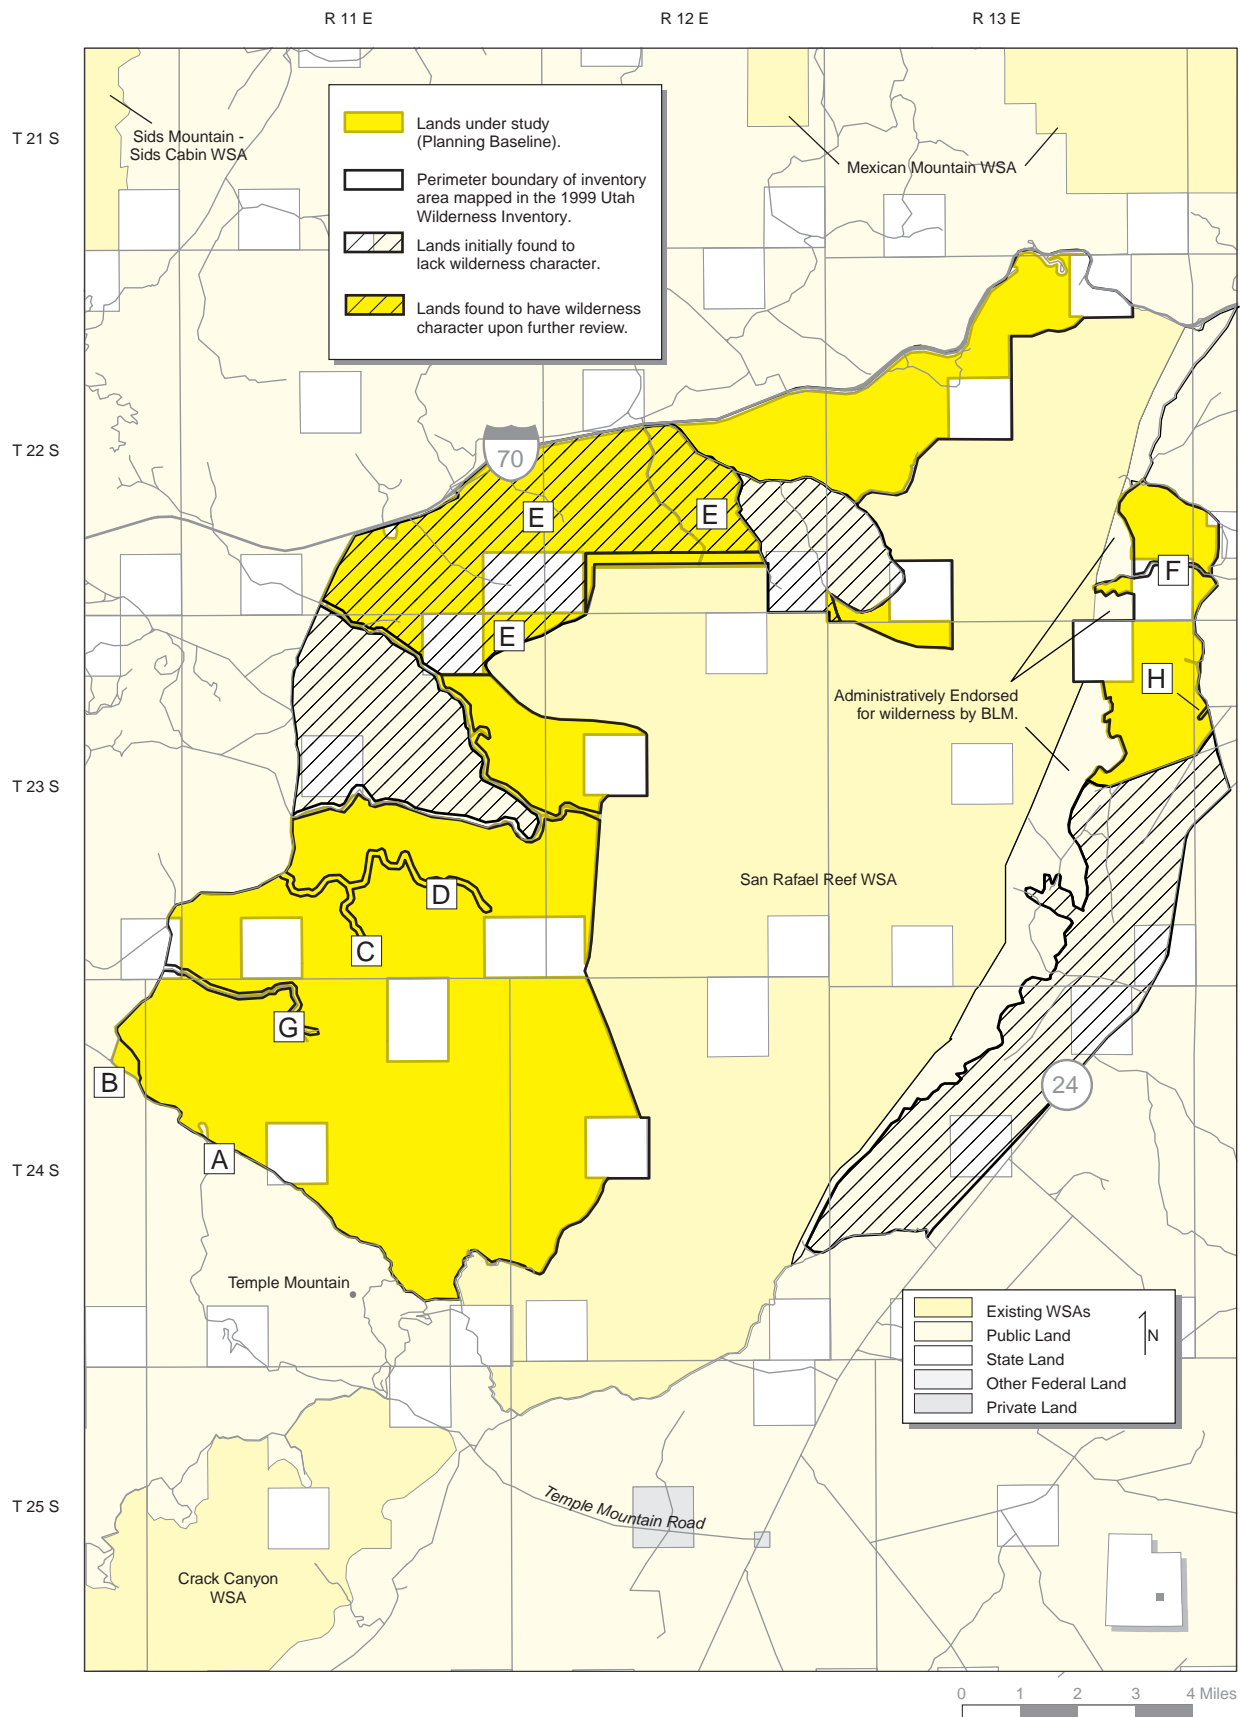 R 11 E
R 12 E
R 13 E
T 21 S
Sids Mountain -
Sids Cabin WSA
Lands under study
(Planning Baseline).
Perimeter boundary of inventory
area mapped in the 1999 Utah
Wilderness Inventory.
Lands initially found to
lack wilderness character.
Lands found to have wilderness
character upon further review.
Mexican Mountain WSA
T 22 S
70
E
E
F
E
H
Administratively Endorsed
for wilderness by BLM.
T 23 S
San Rafael Reef WSA
D
C
G
B
24
A
T 24 S
Temple Mountain
Existing WSAs
Public Land
State Land
Other Federal Land
Private Land
N
T 25 S
Temple Mountain Road
Crack Canyon
WSA
0 1 2 3 4 Miles